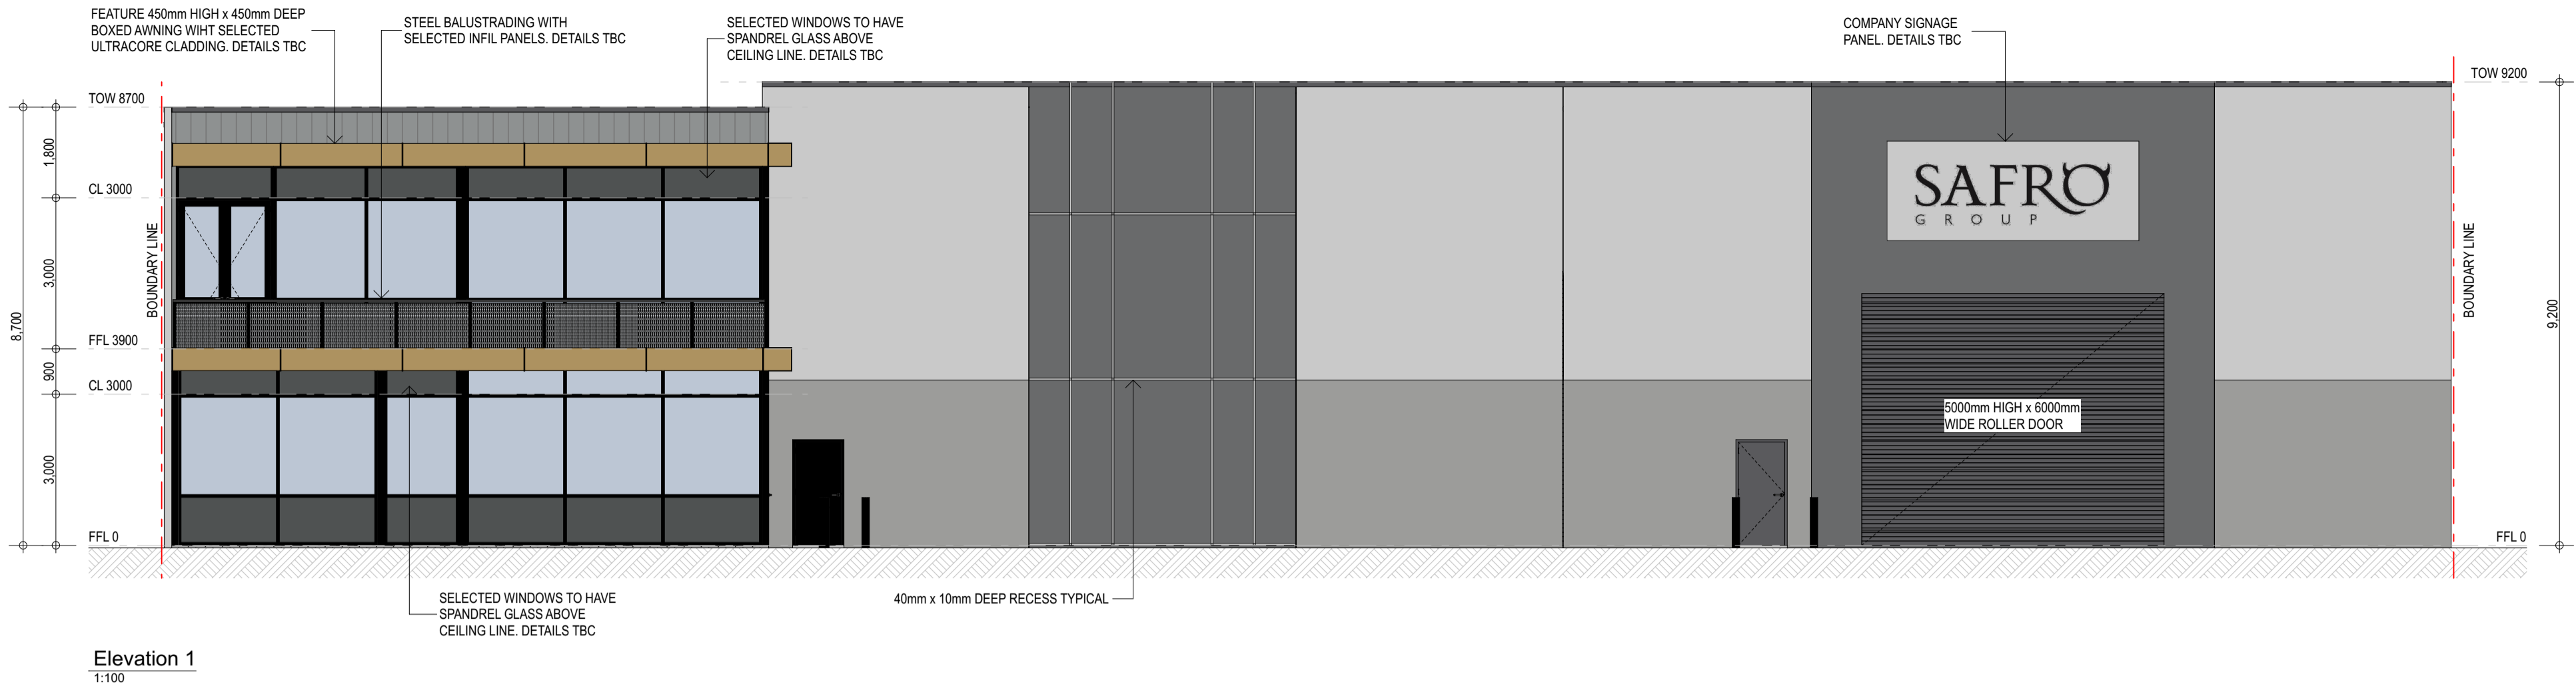 FEATURE 450mm HIGH x 450mm DEEP
BOXED AWNING WIHT SELECTED
ULTRACORE CLADDING. DETAILS TBC
STEEL BALUSTRADING WITH
SELECTED INFIL PANELS. DETAILS TBC
SELECTED WINDOWS TO HAVE
SPANDREL GLASS ABOVE
CEILING LINE. DETAILS TBC
COMPANY SIGNAGE
PANEL. DETAILS TBC
TOW 8700
TOW 9200
1,800
CL 3000
BOUNDARY LINE
3,000
8,700
FFL 3900
900
CL 3000
3,000
FFL 0
SAFRO
GROUP
BOUNDARY LINE
9,200
5000mm HIGH x 6000mm
WIDE ROLLER DOOR
FFL 0
SELECTED WINDOWS TO HAVE
SPANDREL GLASS ABOVE
CEILING LINE. DETAILS TBC
40mm x 10mm DEEP RECESS TYPICAL
Elevation 1
1:100